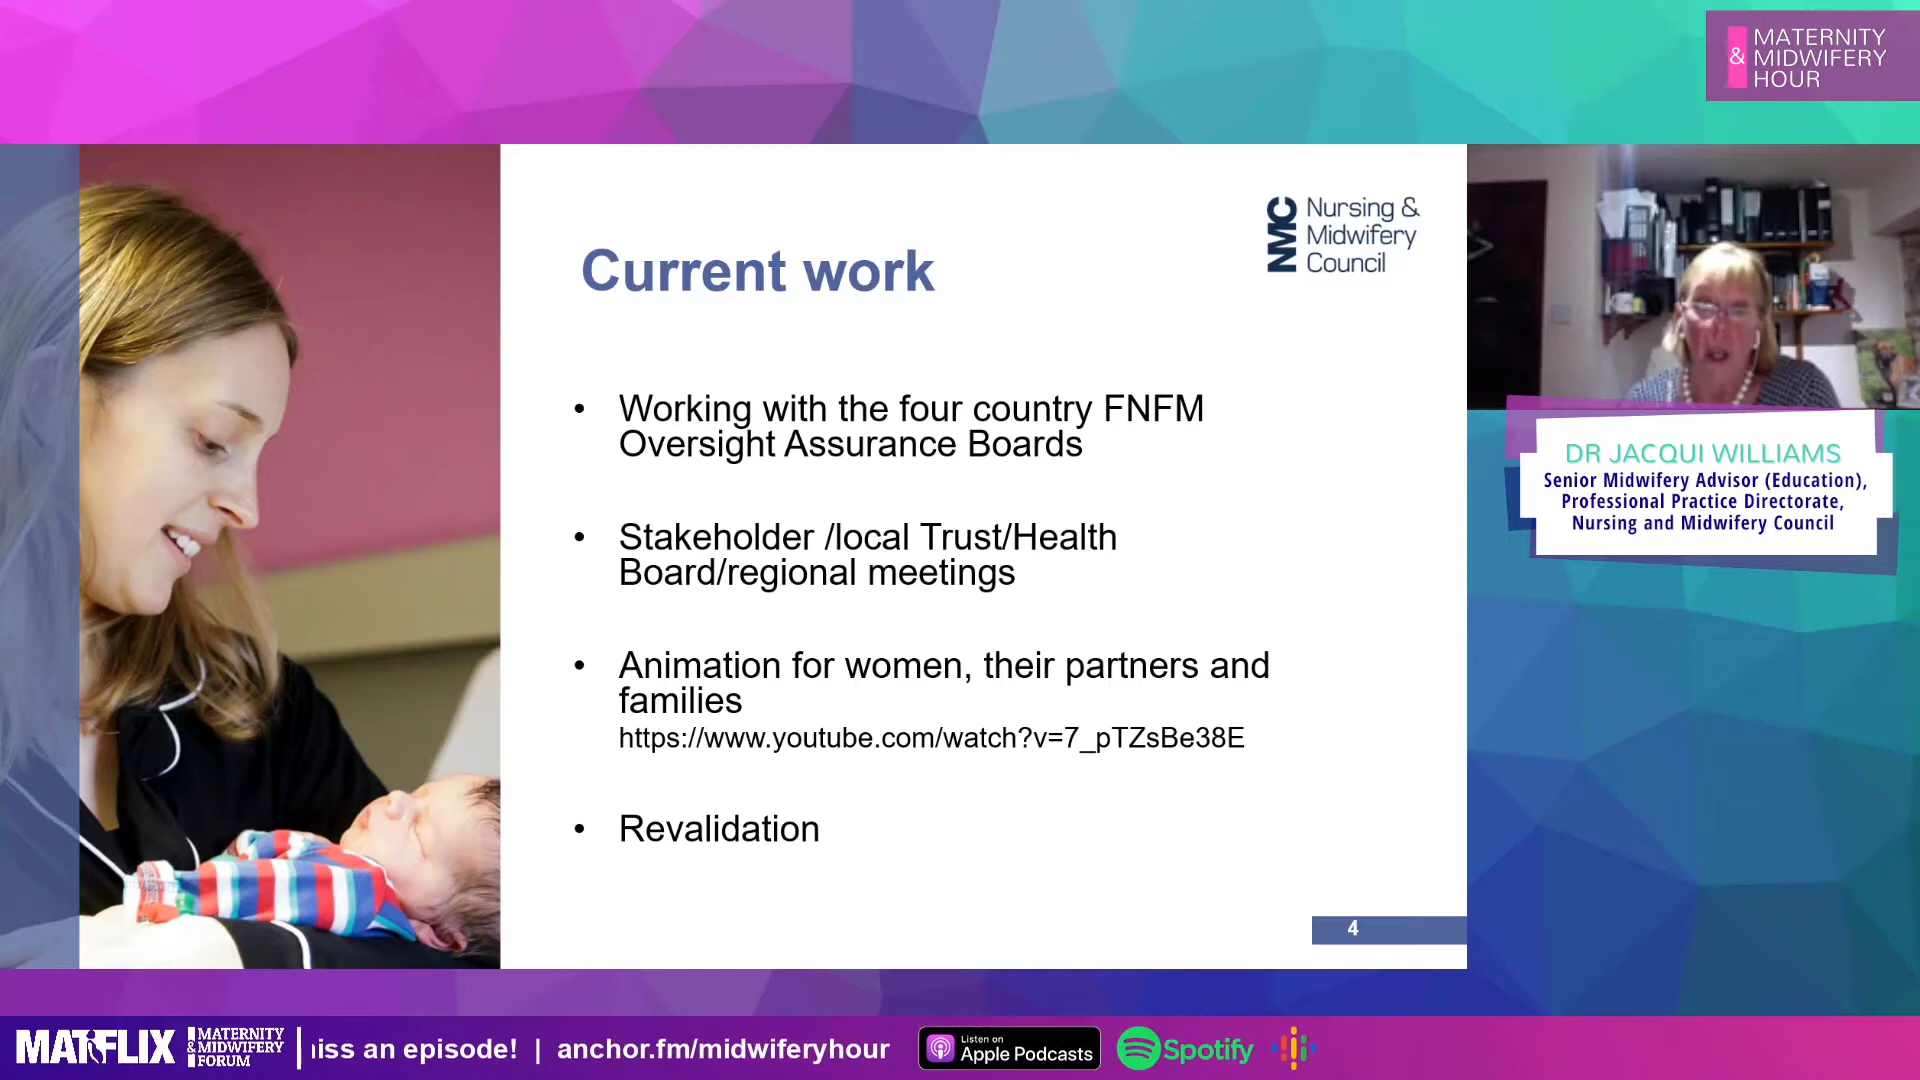 &
MATERNITY
MIDWIFERY
HOUR
NMC
Nursing &
Midwifery
Council
Current work
• Working with the four country FNFM
Oversight Assurance Boards
• Stakeholder /local Trust/Health
Board/regional meetings
• Animation for women, their partners and
families
https://www.youtube.com/watch?v=7_pTZsBe38E
• Revalidation
4
DR JACQUI WILLIAMS
Senior Midwifery Advisor (Education),
Professional Practice Directorate,
Nursing and Midwifery Council
MATFLIX
MATERNITY
&MIDWIFERY
FORUM
iss an episode! | anchor.fm/midwiferyhour
Listen on
Apple Podcasts
Spotify